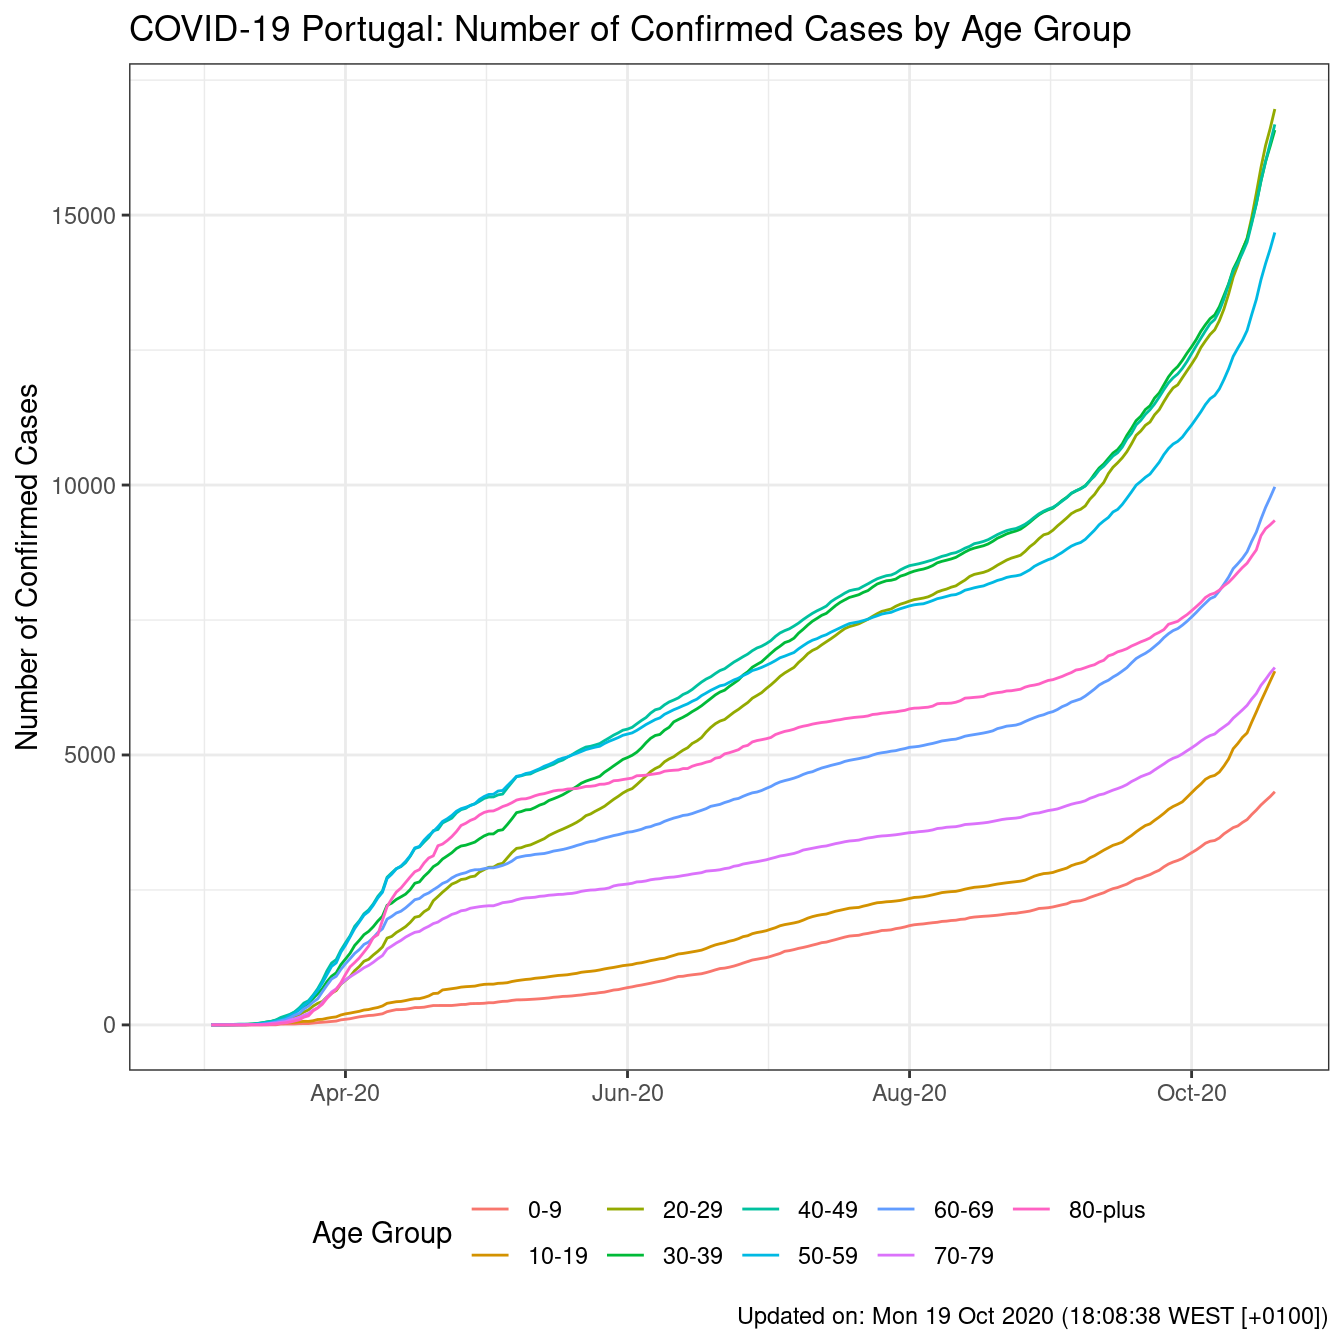 COVID-19 Portugal: Number of Confirmed Cases by Age Group
Number of Confirmed Cases
15000
10000
5000
0
Apr-20 Jun-20 Aug-20 Oct-20
Age Group
0-9 20-29 40-49 60-69 80-plus
10-19 30-39 50-59 70-79
Updated on: Mon 19 Oct 2020 (18:08:38 WEST [+0100])